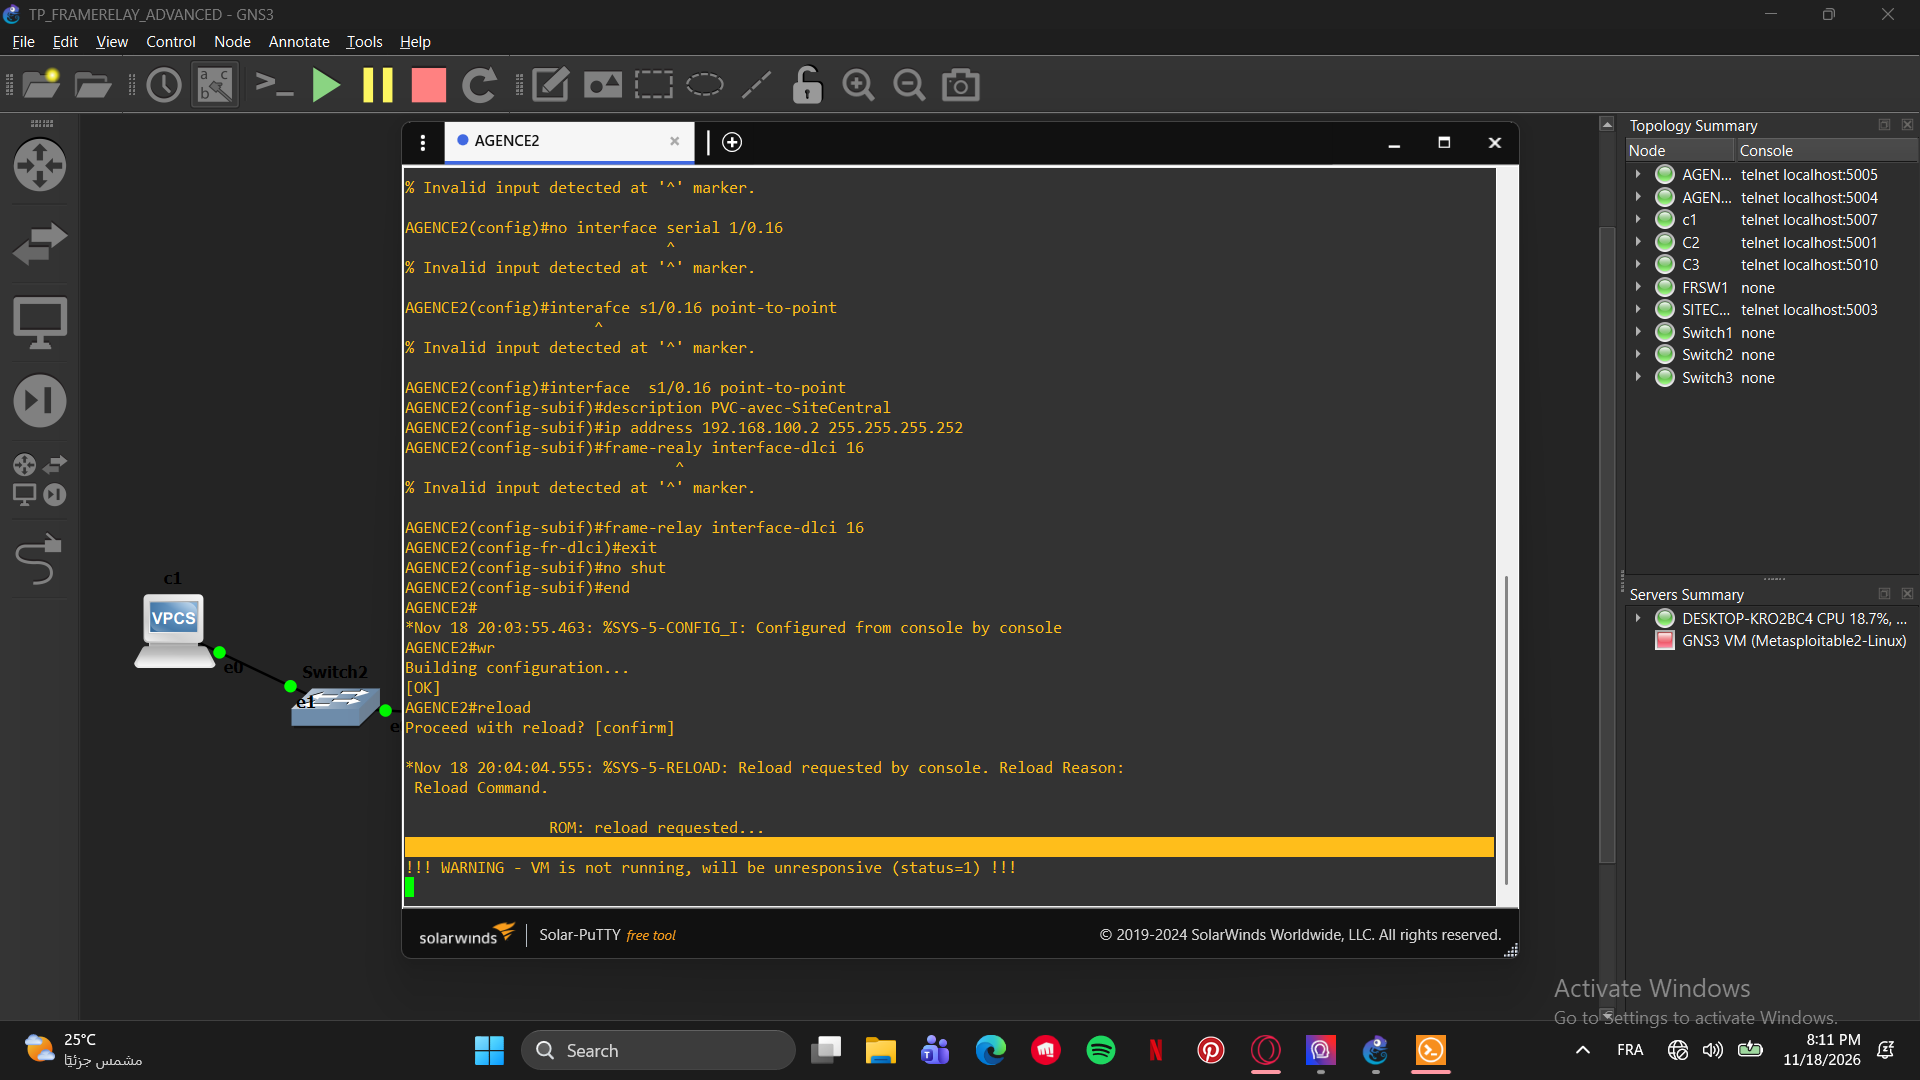 TP_FRAMERELAY_ADVANCED - GNS3
File Edit View Control Node Annotate Tools Help
AGENCE2
% Invalid input detected at '^' marker.
AGENCE2(config)#no interface serial 1/0.16
^
% Invalid input detected at '^' marker.
AGENCE2(config)#interafce s1/0.16 point-to-point
^
% Invalid input detected at '^' marker.
AGENCE2(config)#interface  s1/0.16 point-to-point
AGENCE2(config-subif)#description PVC-avec-SiteCentral
AGENCE2(config-subif)#ip address 192.168.100.2 255.255.255.252
AGENCE2(config-subif)#frame-realy interface-dlci 16
^
% Invalid input detected at '^' marker.
AGENCE2(config-subif)#frame-relay interface-dlci 16
AGENCE2(config-fr-dlci)#exit
AGENCE2(config-subif)#no shut
AGENCE2(config-subif)#end
AGENCE2#
*Nov 18 20:03:55.463: %SYS-5-CONFIG_I: Configured from console by console
AGENCE2#wr
Building configuration...
[OK]
AGENCE2#reload
Proceed with reload? [confirm]
*Nov 18 20:04:04.555: %SYS-5-RELOAD: Reload requested by console. Reload Reason:
Reload Command.
ROM: reload requested...
!!! WARNING - VM is not running, will be unresponsive (status=1) !!!
solarwinds Solar-PuTTY free tool
© 2019-2024 SolarWinds Worldwide, LLC. All rights reserved.
c1
VPCS
e0
Switch2
e1
e
Topology Summary
Node Console
AGEN... telnet localhost:5005
AGEN... telnet localhost:5004
c1 telnet localhost:5007
C2 telnet localhost:5001
C3 telnet localhost:5010
FRSW1 none
SITEC... telnet localhost:5003
Switch1 none
Switch2 none
Switch3 none
Servers Summary
DESKTOP-KRO2BC4 CPU 18.7%, ...
GNS3 VM (Metasploitable2-Linux)
Activate Windows
Go to Settings to activate Windows.
25°C
مشمس جزئيًا
Search
FRA
8:11 PM
11/18/2026